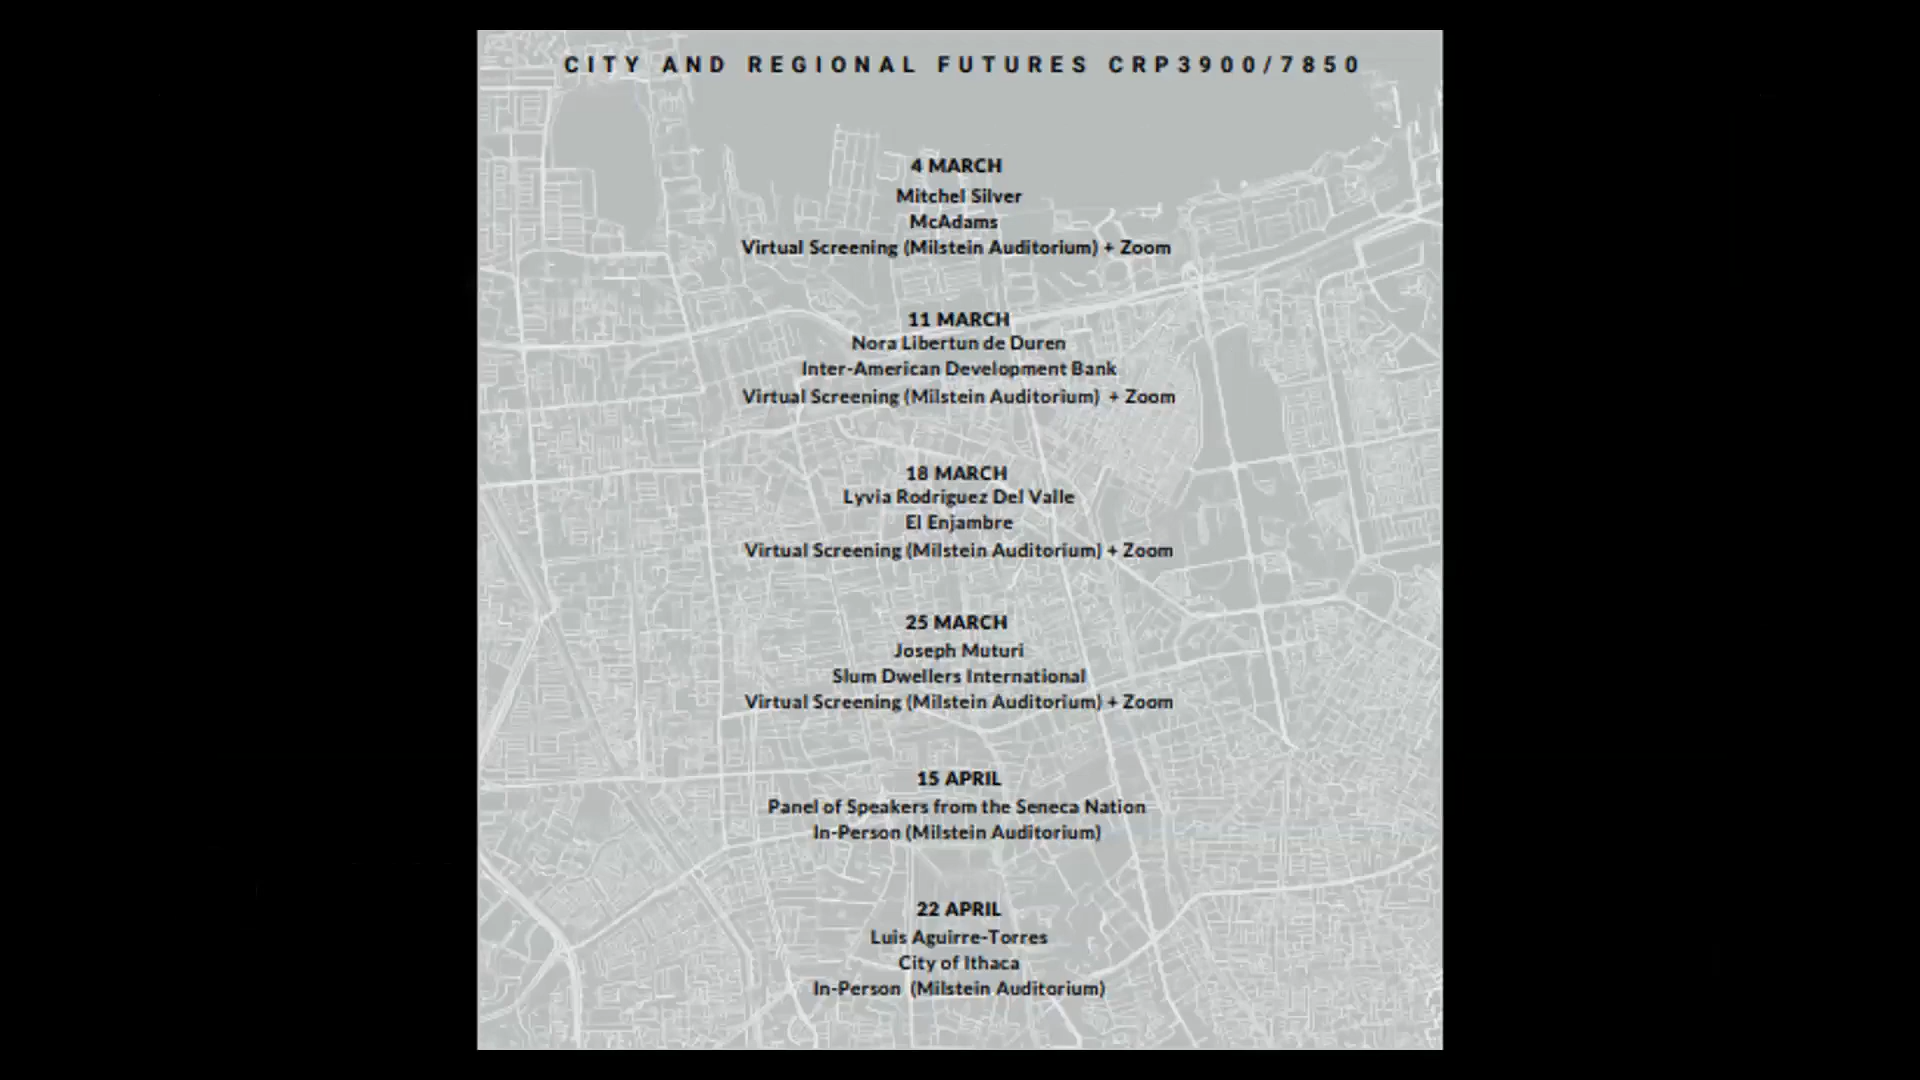 CITY AND REGIONAL FUTURES CRP3900/7850
4 MARCH
Mitchel Silver
McAdams
Virtual Screening (Milstein Auditorium) + Zoom
11 MARCH
Nora Libertun de Duren
Inter-American Development Bank
Virtual Screening (Milstein Auditorium) + Zoom
18 MARCH
Lyvia Rodriguez Del Valle
El Enjambre
Virtual Screening (Milstein Auditorium) + Zoom
25 MARCH
Joseph Muturi
Slum Dwellers International
Virtual Screening (Milstein Auditorium) + Zoom
15 APRIL
Panel of Speakers from the Seneca Nation
In-Person (Milstein Auditorium)
22 APRIL
Luis Aguirre-Torres
City of Ithaca
In-Person (Milstein Auditorium)